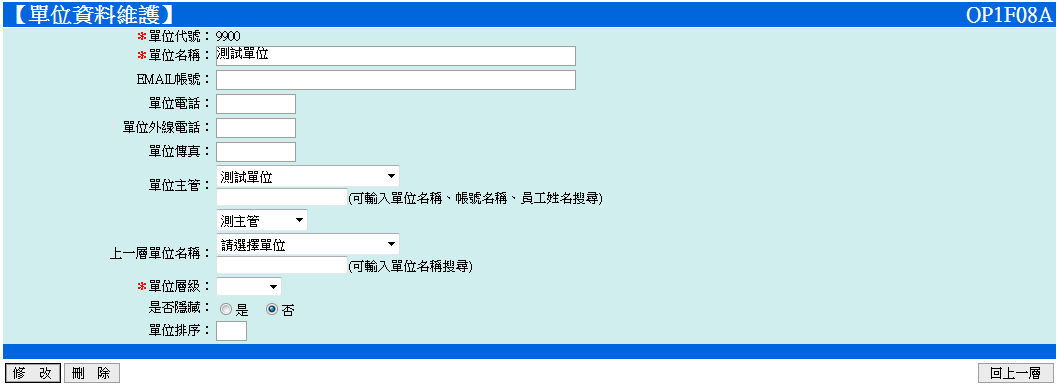 【單位資料維護】 OP1F08A
*單位代號：9900
*單位名稱：測試單位
EMAIL帳號：
單位電話：
單位外線電話：
單位傳真：
單位主管：測試單位
(可輸入單位名稱、帳號名稱、員工姓名搜尋)
測主管
上一層單位名稱：請選擇單位
(可輸入單位名稱搜尋)
*單位層級：
是否隱藏：是 否
單位排序：
修 改 刪 除 回上一層